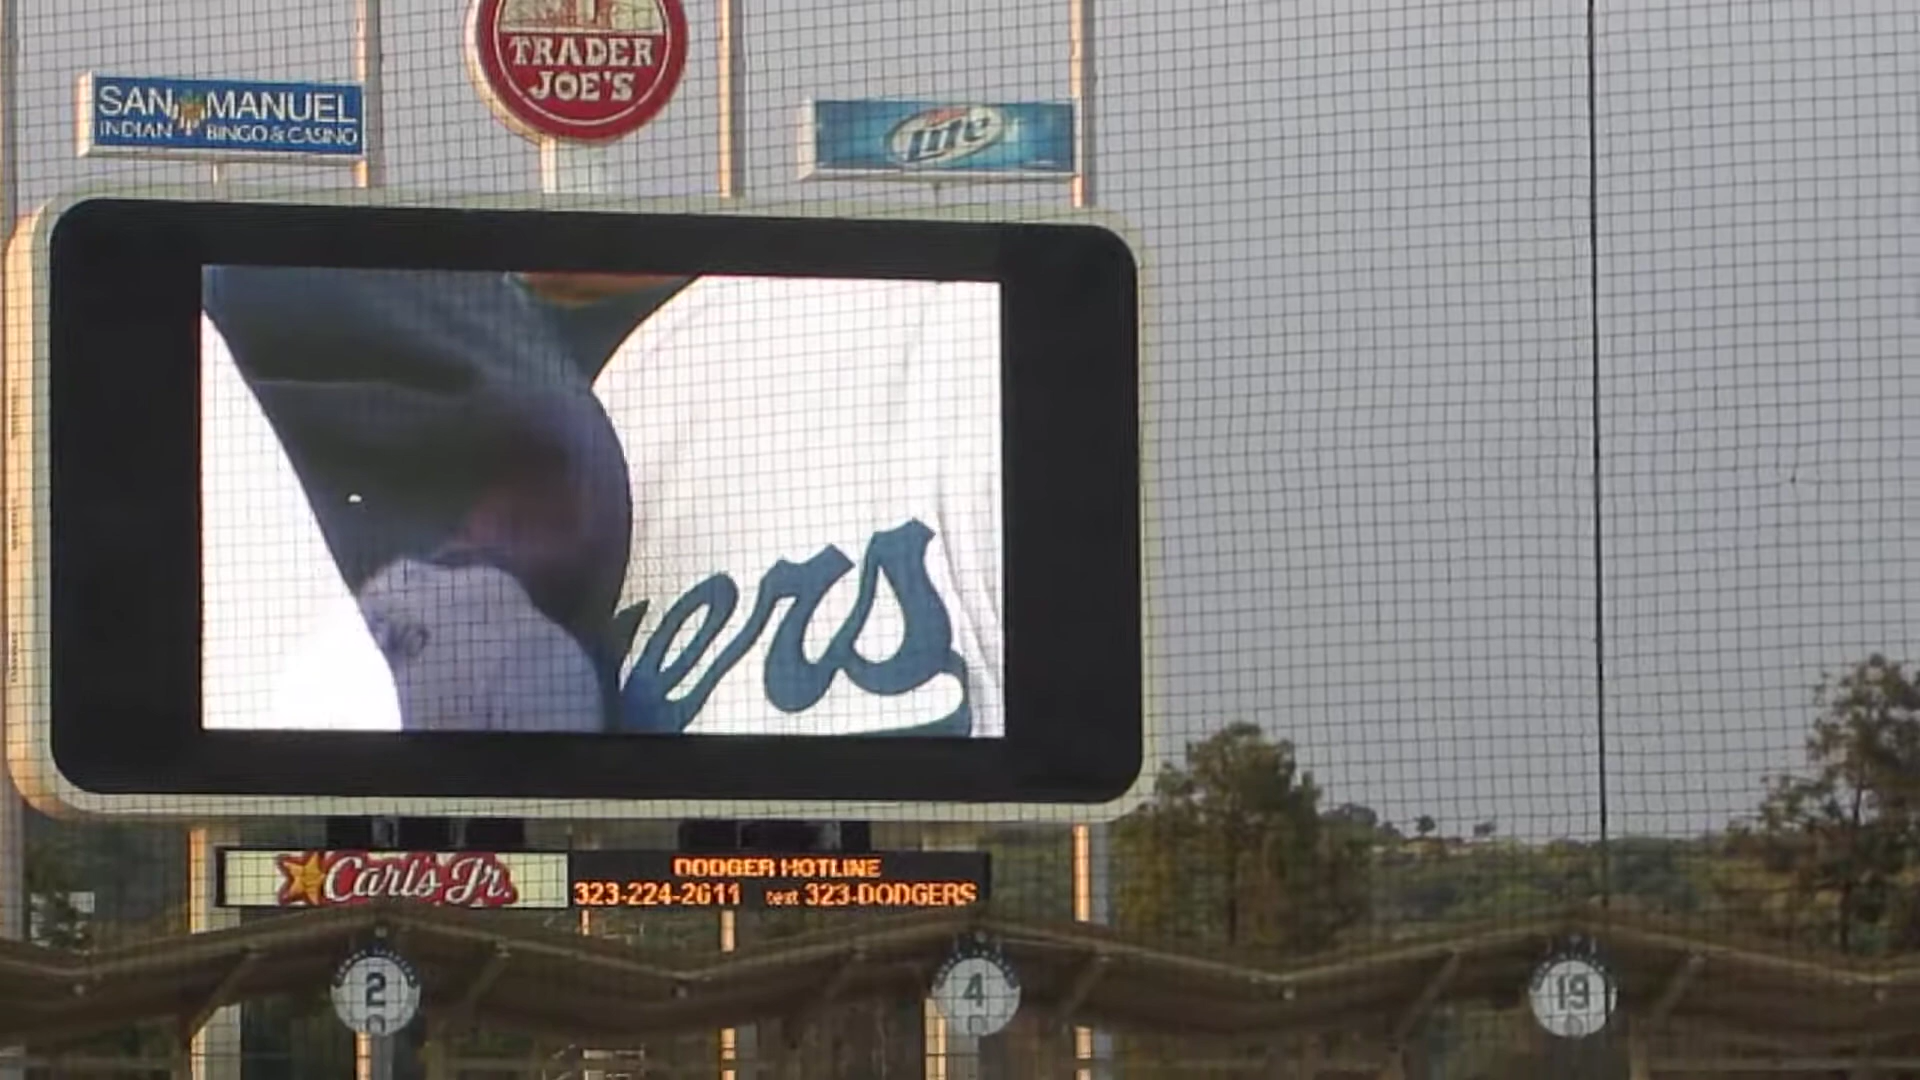 TRADER
JOE'S
SAN MANUEL
INDIAN BINGO & CASINO
Lite
ers
Carl's Jr.
DODGER HOTLINE
323-224-2611 text 323-DODGERS
2
4
19